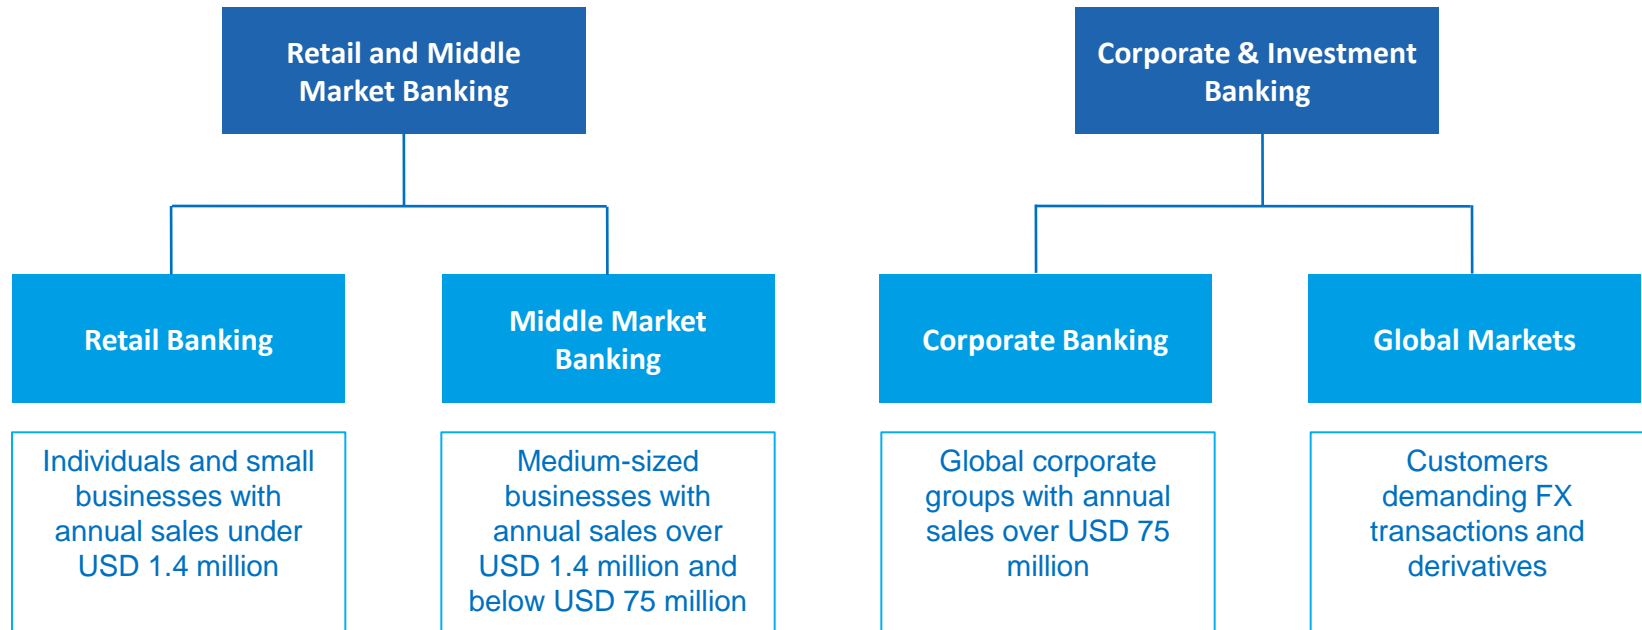 Retail and Middle
Market Banking
Corporate & Investment
Banking
Retail Banking
Middle Market
Banking
Corporate Banking
Global Markets
Individuals and small
businesses with
annual sales under
USD 1.4 million
Medium-sized
businesses with
annual sales over
USD 1.4 million and
below USD 75 million
Global corporate
groups with annual
sales over USD 75
million
Customers
demanding FX
transactions and
derivatives